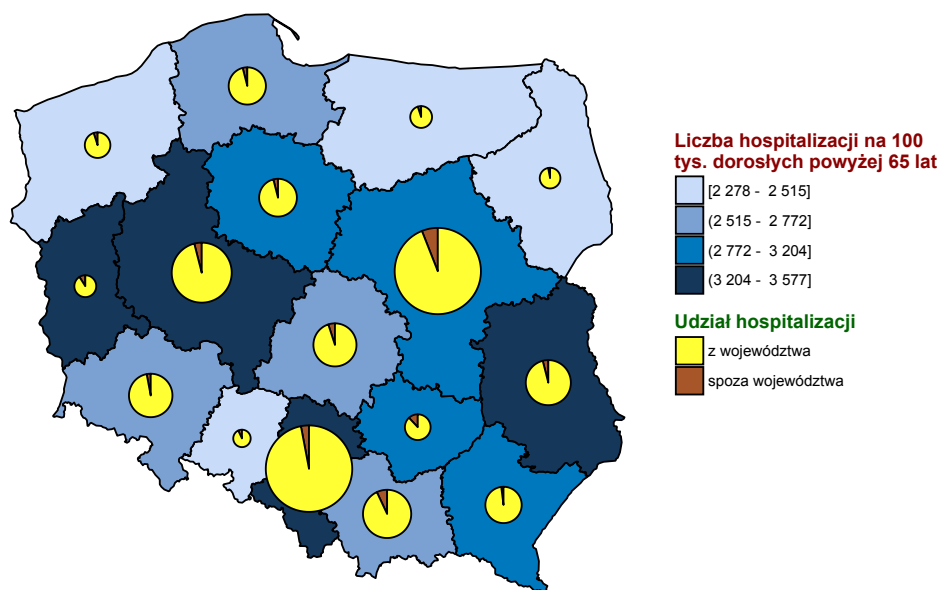 Liczba hospitalizacji na 100
tys. dorosłych powyżej 65 lat
[2 278 - 2 515]
(2 515 - 2 772]
(2 772 - 3 204]
(3 204 - 3 577]
Udział hospitalizacji
z województwa
spoza województwa